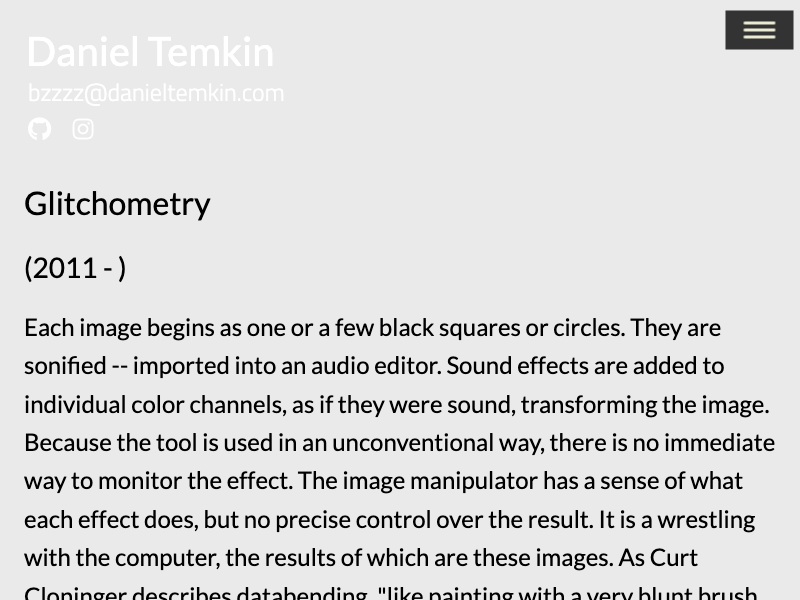 Daniel Temkin
bzzzz@danieltemkin.com
Glitchometry
(2011 - )
Each image begins as one or a few black squares or circles. They are
sonified -- imported into an audio editor. Sound effects are added to
individual color channels, as if they were sound, transforming the image.
Because the tool is used in an unconventional way, there is no immediate
way to monitor the effect. The image manipulator has a sense of what
each effect does, but no precise control over the result. It is a wrestling
with the computer, the results of which are these images. As Curt
Cloninger describes databending, "like painting with a very blunt brush